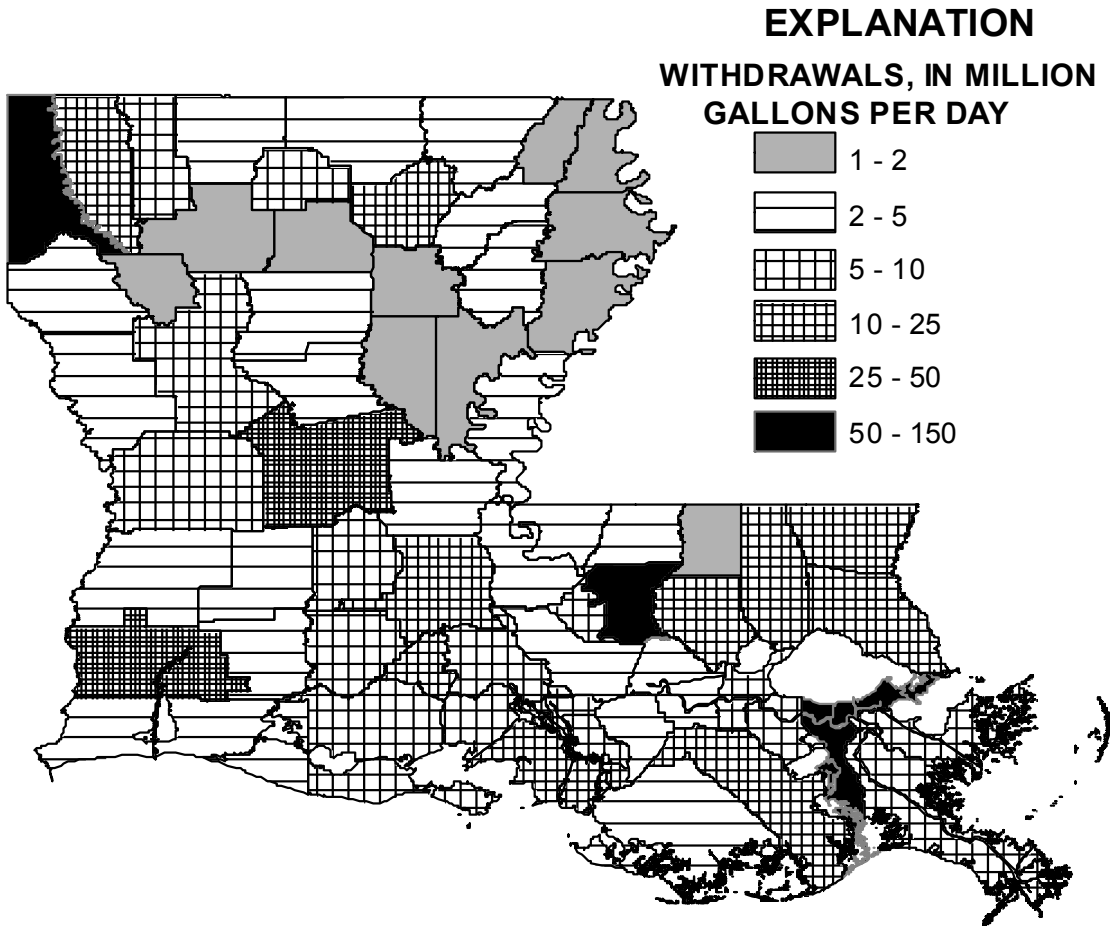 EXPLANATION
WITHDRAWALS, IN MILLION
GALLONS PER DAY
1 - 2
2 - 5
5 - 10
10 - 25
25 - 50
50 - 150